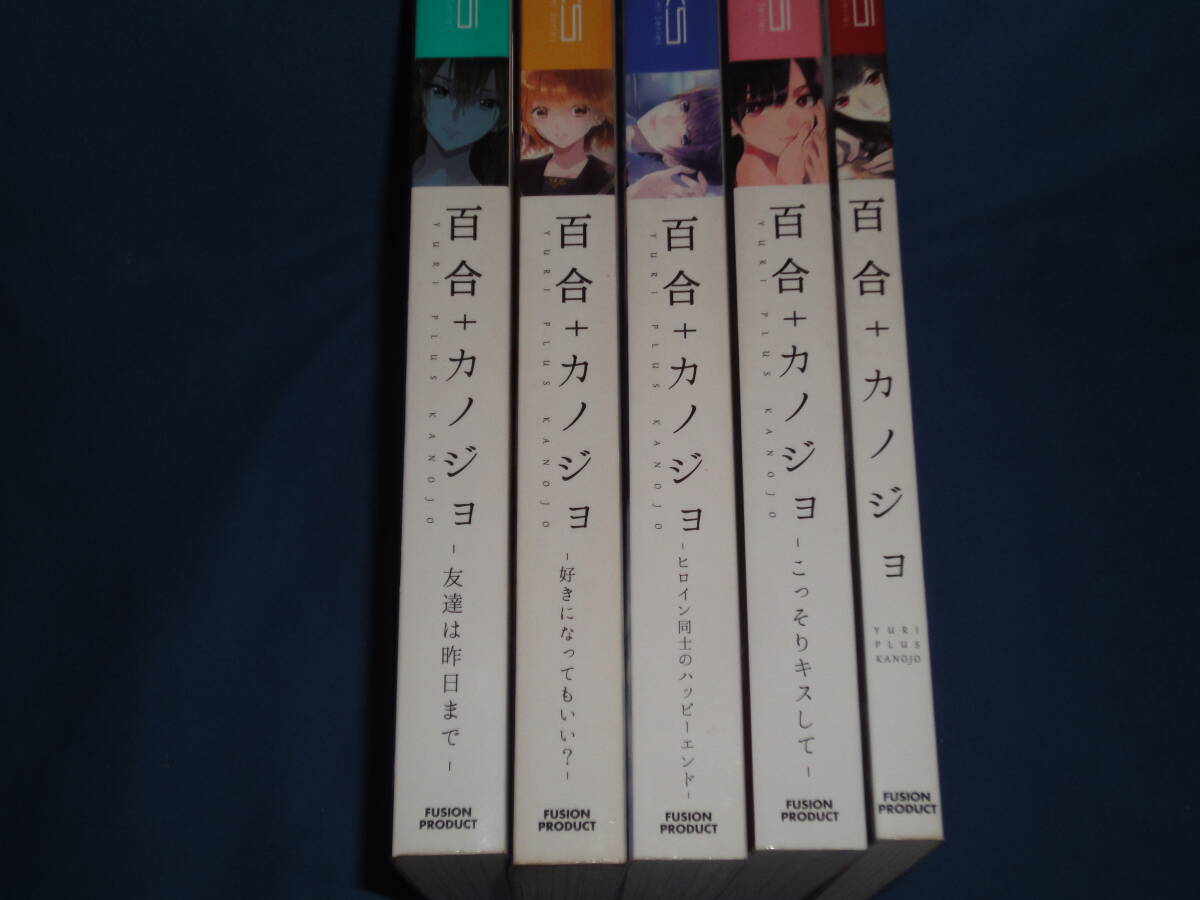 百合+カノジョ
YURI PLUS KANOJO
-友達は昨日まで-
FUSION
PRODUCT
百合+カノジョ
YURI PLUS KANOJO
-好きになってもいい?-
FUSION
PRODUCT
百合+カノジョ
YURI PLUS KANOJO
-ヒロイン同士のハッピーエンド-
FUSION
PRODUCT
百合+カノジョ
YURI PLUS KANOJO
-こっそりキスして-
FUSION
PRODUCT
百合+カノジョ
YURI
PLUS
KANOJO
FUSION
PRODUCT